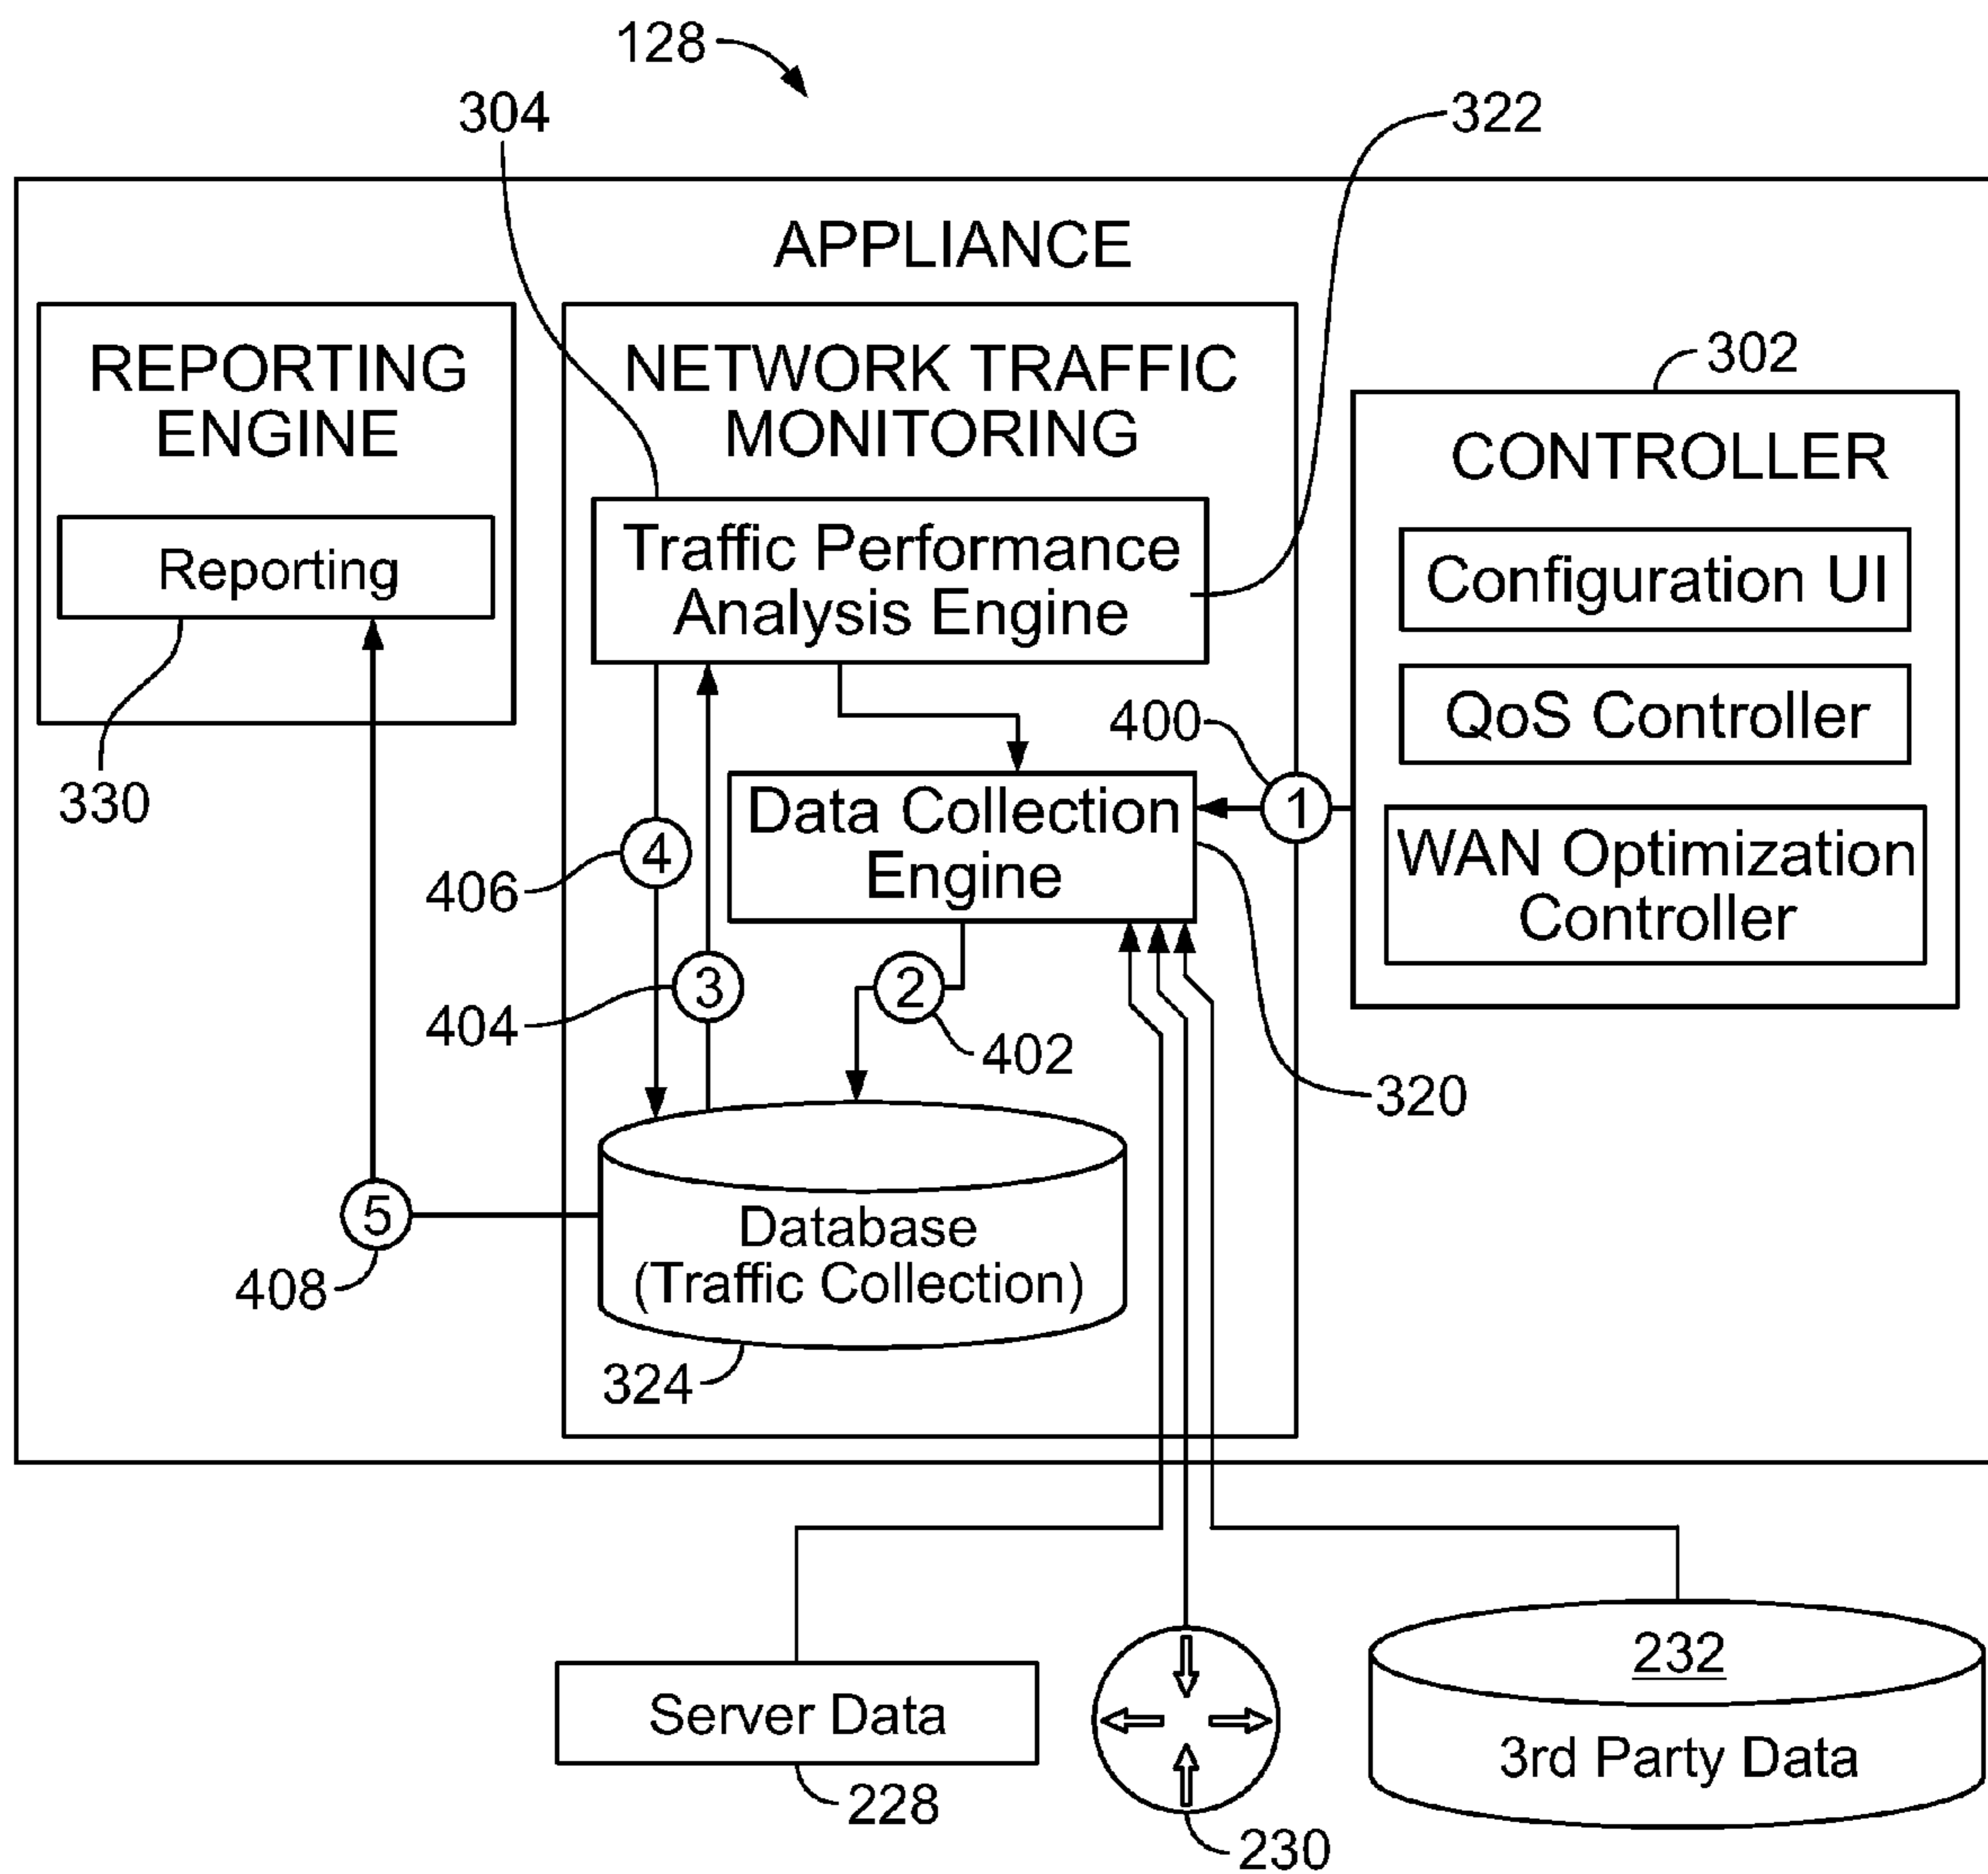 128
304
322
APPLIANCE
REPORTING
ENGINE
Reporting
330
NETWORK TRAFFIC
MONITORING
Traffic Performance
Analysis Engine
302
CONTROLLER
Configuration UI
QoS Controller
WAN Optimization
Controller
400
1
Data Collection
Engine
4
406
3
404
2
402
320
5
408
Database
(Traffic Collection)
324
Server Data
228
230
232
3rd Party Data